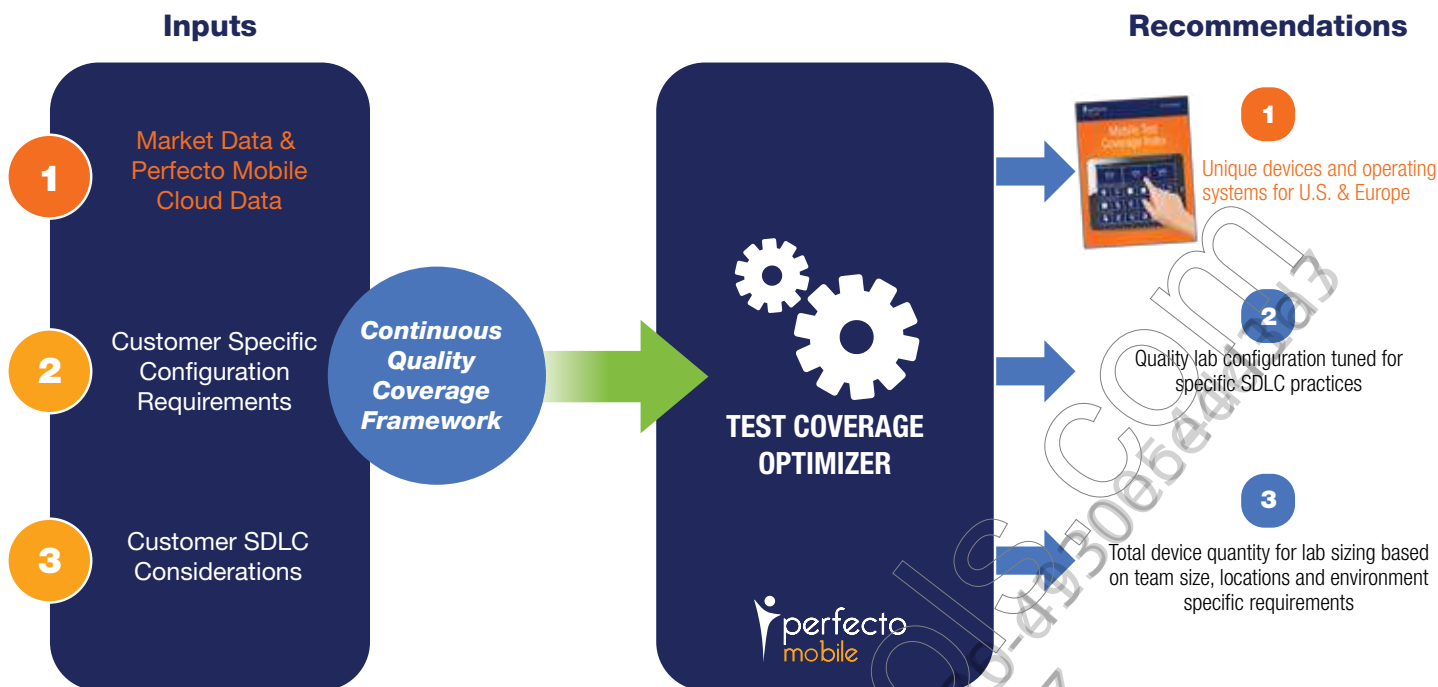 Inputs
1
Market Data &
Perfecto Mobile
Cloud Data
2
Customer Specific
Configuration
Requirements
3
Customer SDLC
Considerations
Continuous
Quality
Coverage
Framework
TEST COVERAGE
OPTIMIZER
perfecto
mobile
Recommendations
Mobile Test
Coverage Index
1
Unique devices and operating
systems for U.S. & Europe
2
Quality lab configuration tuned for
specific SDLC practices
3
Total device quantity for lab sizing based
on team size, locations and environment
specific requirements